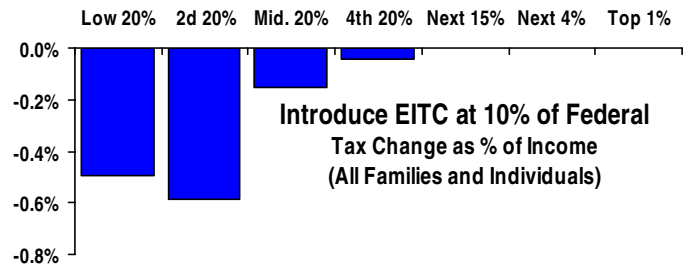 Low 20% 2d 20% Mid. 20% 4th 20% Next 15% Next 4% Top 1%
0.0%
-0.2%
Introduce EITC at 10% of Federal
Tax Change as % of Income
-0.4%
(All Families and Individuals)
-0.6%
-0.8%